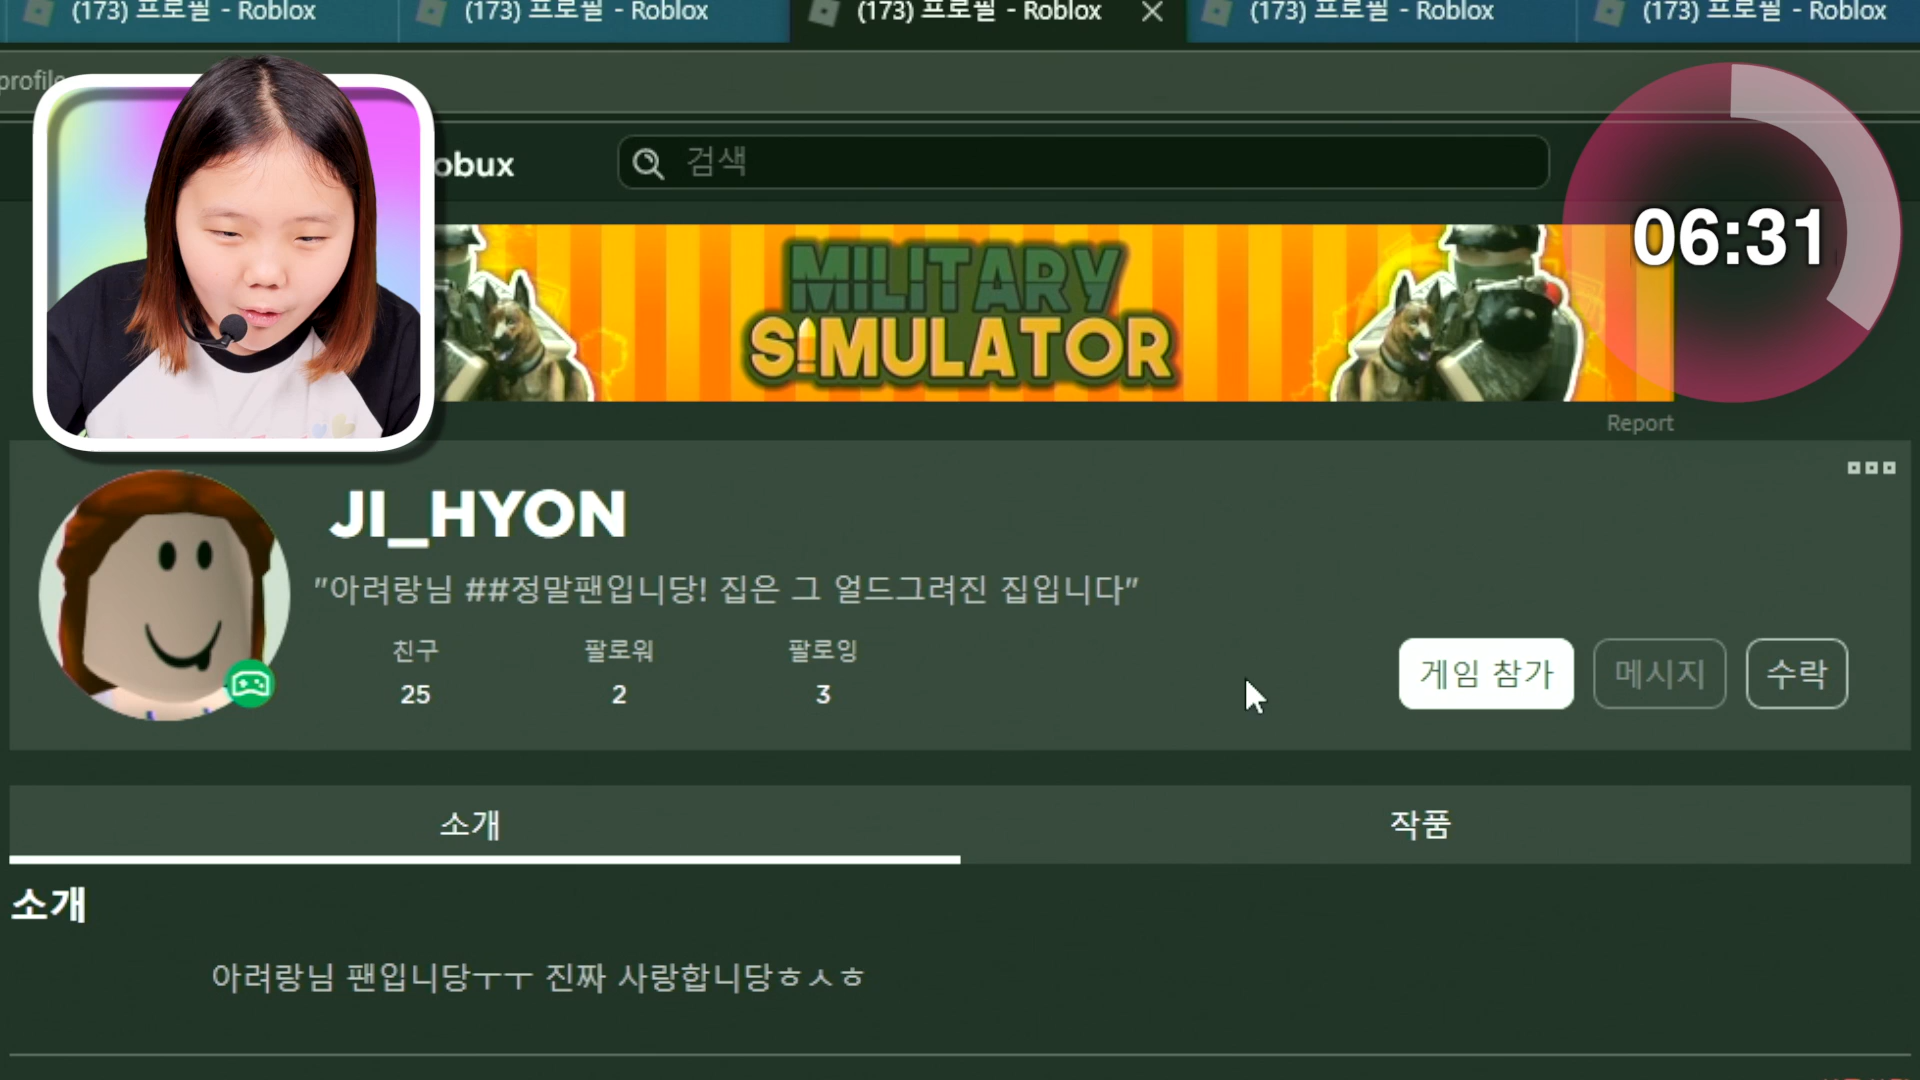 (173) 프로필 - Roblox (173) 프로필 - Roblox (173) 프로필 - Roblox (173) 프로필 - Roblox (173) 프로필 - Roblox
profile
obux
검색
06:31
MILITARY
SIMULATOR
Report
JI_HYON
"아려랑님 ##정말팬입니당! 집은 그 얼드그려진 집입니다"
친구 팔로워 팔로잉
25 2 3
게임 참가 메시지 수락
소개 작품
소개
아려랑님 팬입니당ㅜㅜ 진짜 사랑합니당ㅎㅅㅎ